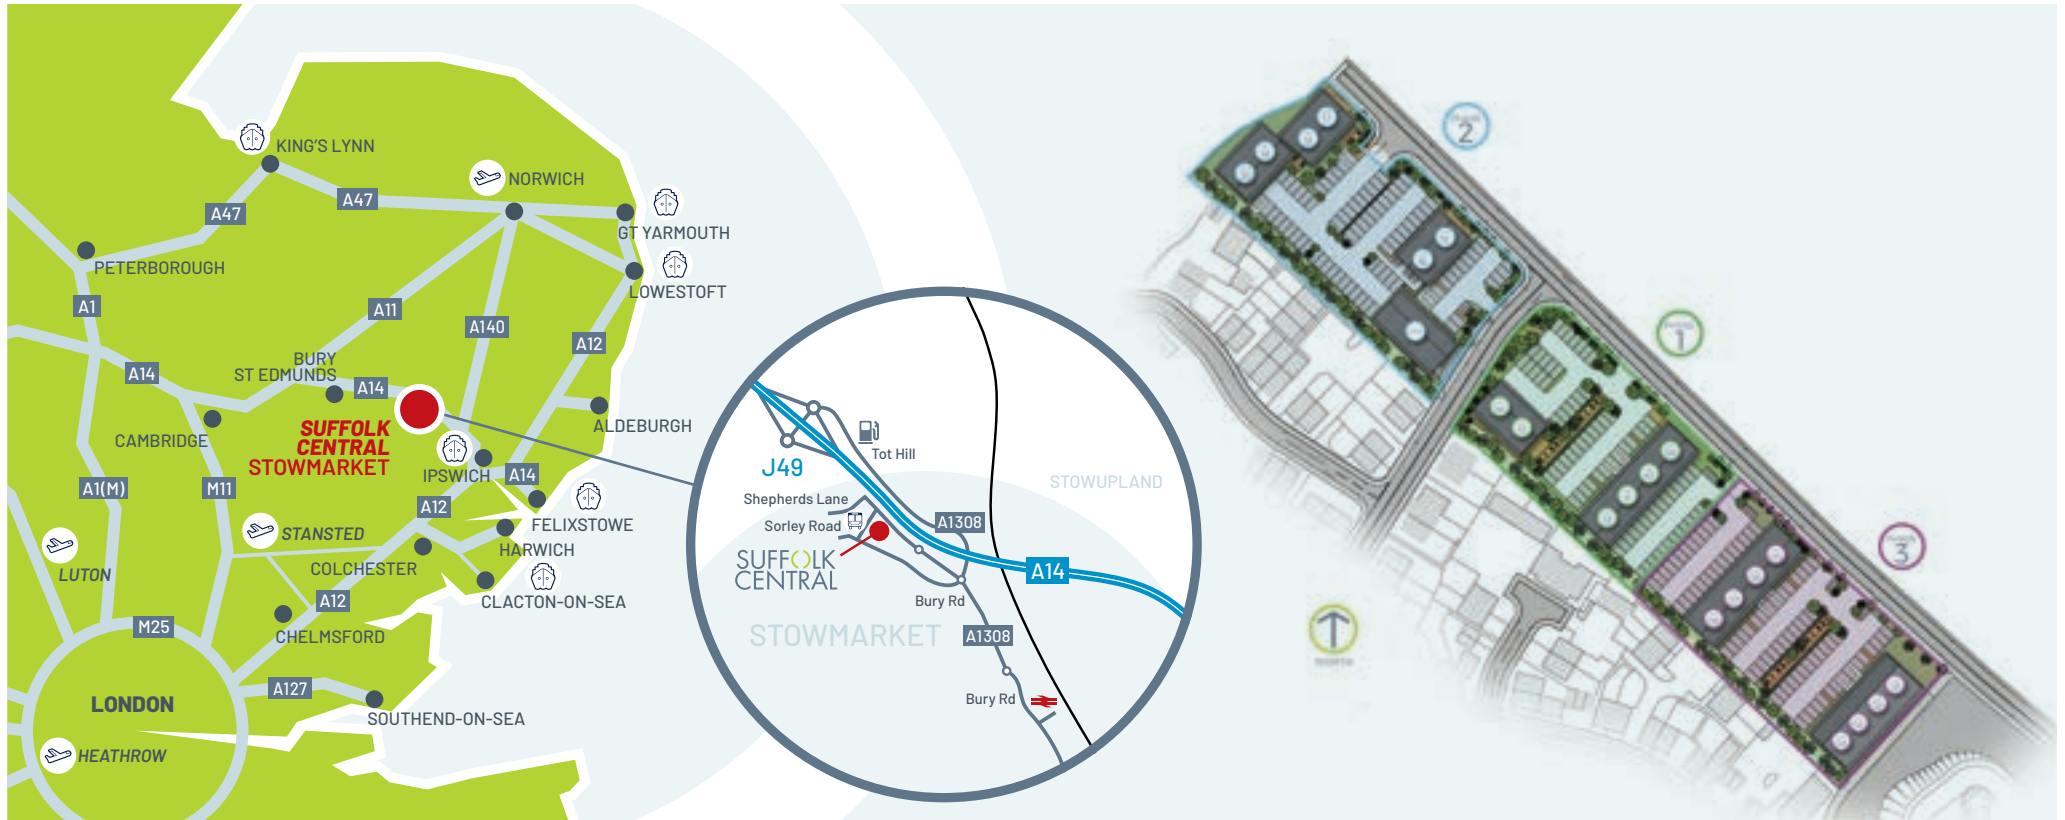 KING'S LYNN
NORWICH
A47
A47
GT YARMOUTH
PETERBOROUGH
LOWESTOFT
A1
A11
A140
A12
BURY
ST EDMUNDS
A14
A14
SUFFOLK
CENTRAL
STOWMARKET
CAMBRIDGE
ALDEBURGH
IPSWICH
A14
A1(M)
M11
A12
FELIXSTOWE
STANSTED
HARWICH
LUTON
COLCHESTER
CLACTON-ON-SEA
A12
M25
CHELMSFORD
A127
LONDON
SOUTHEND-ON-SEA
HEATHROW
Tot Hill
J49
STOWUPLAND
Shepherds Lane
Sorley Road
A1308
SUFFOLK
CENTRAL
A14
Bury Rd
STOWMARKET
A1308
Bury Rd
2
1
3
NORTH